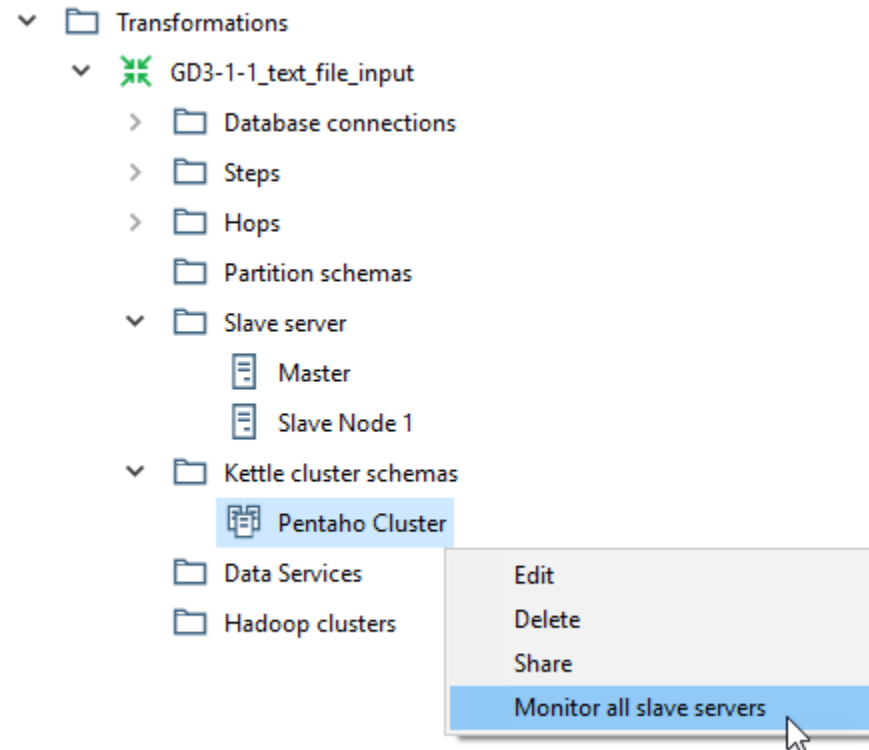 Transformations
GD3-1-1_text_file_input
Database connections
Steps
Hops
Partition schemas
Slave server
Master
Slave Node 1
Kettle cluster schemas
Pentaho Cluster
Data Services
Hadoop clusters
Edit
Delete
Share
Monitor all slave servers